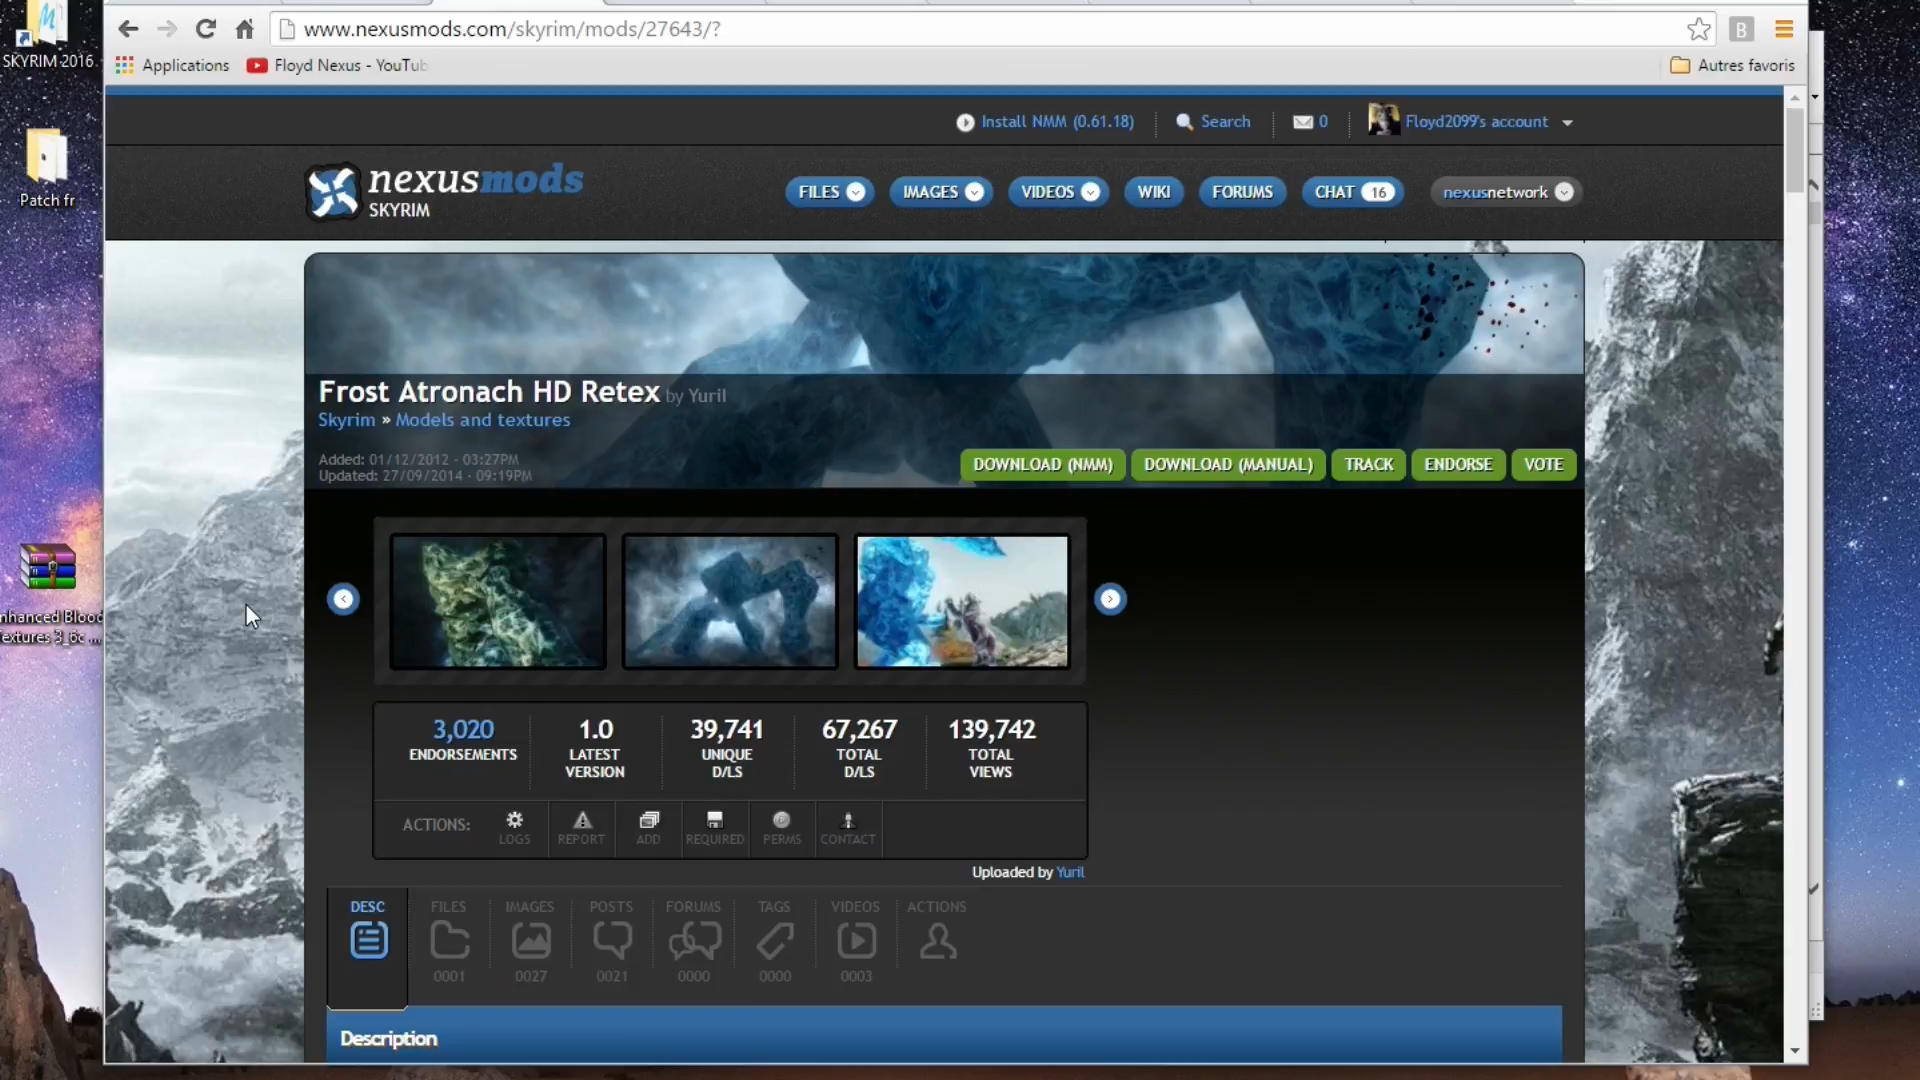 www.nexusmods.com/skyrim/mods/27643/?
SKYRIM 2016
Applications
Floyd Nexus - YouTub
Autres favoris
Install NMM (0.61.18)
Search
0
Floyd2099's account
nexusmods
SKYRIM
FILES
IMAGES
VIDEOS
WIKI
FORUMS
CHAT 16
nexusnetwork
Patch fr
Frost Atronach HD Retex by Yuril
Skyrim » Models and textures
Added: 01/12/2012 - 03:27PM
Updated: 27/09/2014 - 09:19PM
DOWNLOAD (NMM)
DOWNLOAD (MANUAL)
TRACK
ENDORSE
VOTE
nhanced Blood
extures 3_6c ...
3,020
ENDORSEMENTS
1.0
LATEST
VERSION
39,741
UNIQUE
D/LS
67,267
TOTAL
D/LS
139,742
TOTAL
VIEWS
ACTIONS:
LOGS
REPORT
ADD
REQUIRED
PERMS
CONTACT
Uploaded by Yuril
DESC
FILES
0001
IMAGES
0027
POSTS
0021
FORUMS
0000
TAGS
0000
VIDEOS
0003
ACTIONS
Description